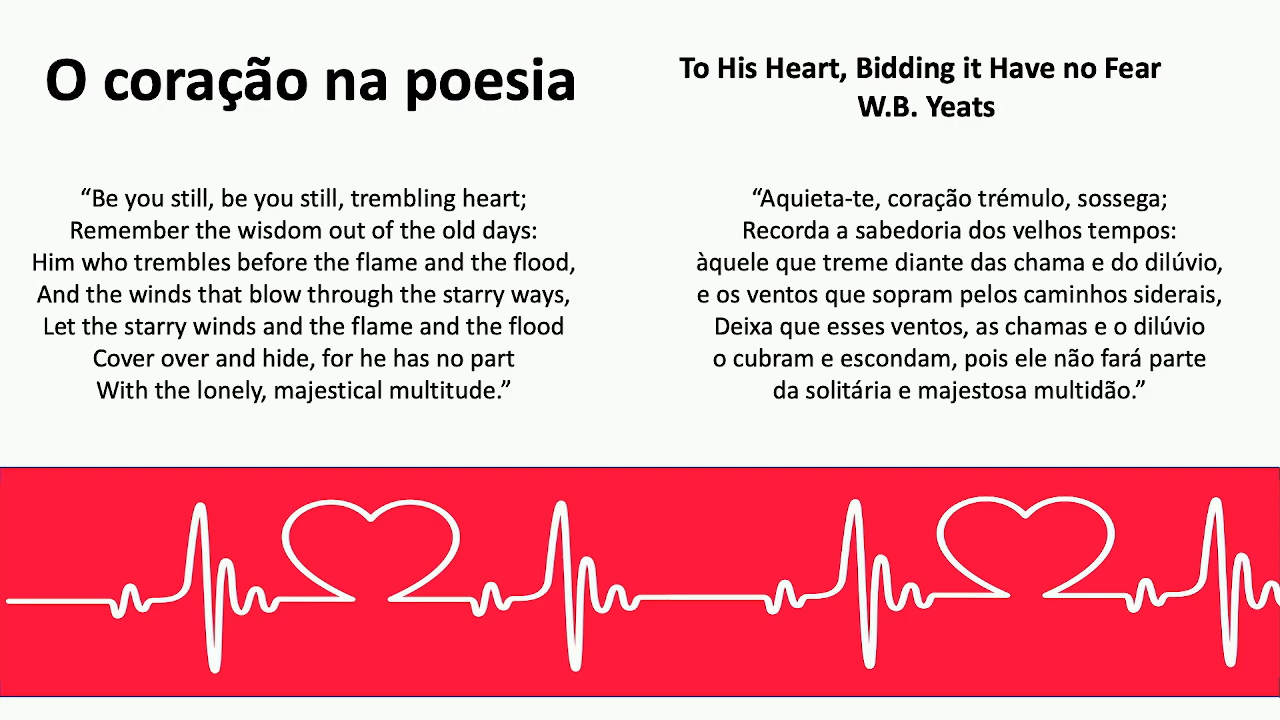 O coração na poesia
To His Heart, Bidding it Have no Fear
W.B. Yeats
“Be you still, be you still, trembling heart;
Remember the wisdom out of the old days:
Him who trembles before the flame and the flood,
And the winds that blow through the starry ways,
Let the starry winds and the flame and the flood
Cover over and hide, for he has no part
With the lonely, majestical multitude.”
“Aquieta-te, coração trémulo, sossega;
Recorda a sabedoria dos velhos tempos:
àquele que treme diante das chama e do dilúvio,
e os ventos que sopram pelos caminhos siderais,
Deixa que esses ventos, as chamas e o dilúvio
o cubram e escondam, pois ele não fará parte
da solitária e majestosa multidão.”